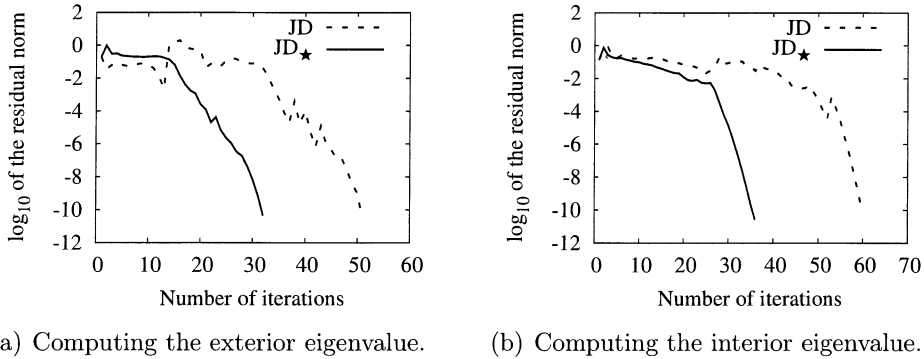 log10 of the residual norm
2
0
-2
-4
-6
-8
-10
-12
JD
JD★
0 10 20 30 40 50 60
Number of iterations
a) Computing the exterior eigenvalue.
log10 of the residual norm
2
0
-2
-4
-6
-8
-10
-12
JD
JD★
0 10 20 30 40 50 60 70
Number of iterations
(b) Computing the interior eigenvalue.